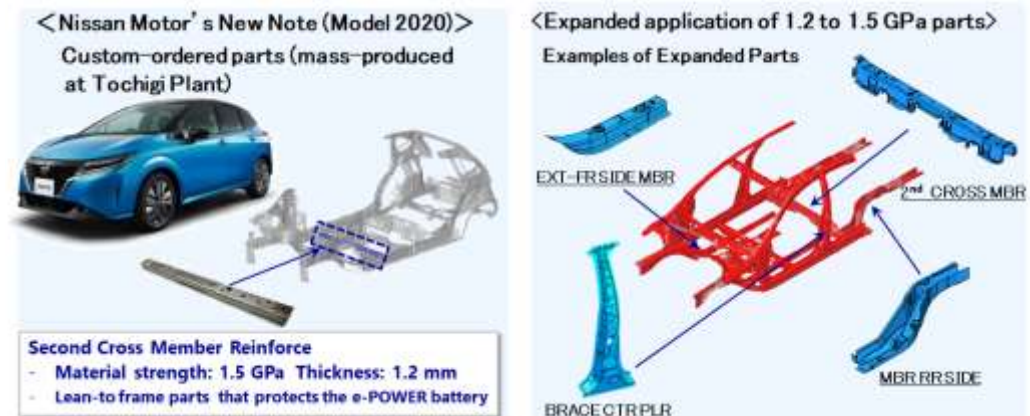 <Nissan Motor's New Note (Model 2020)>
Custom-ordered parts (mass-produced
at Tochigi Plant)
Second Cross Member Reinforce
- Material strength: 1.5 GPa Thickness: 1.2 mm
- Lean-to frame parts that protects the e-POWER battery
<Expanded application of 1.2 to 1.5 GPa parts>
Examples of Expanded Parts
EXT-FR SIDE MBR
2nd CROSS MBR
MBR RR SIDE
BRACE CTR PLR